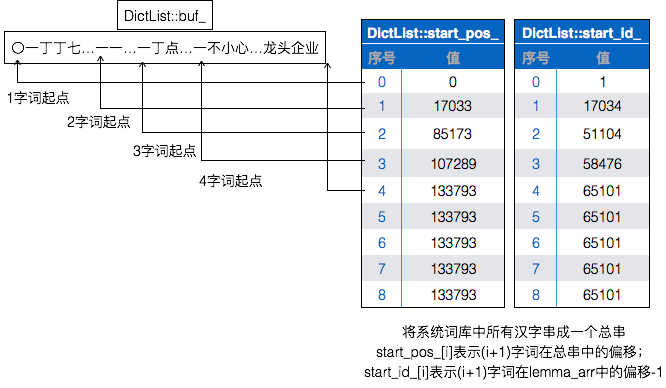 DictList::buf_
〇一丁丁七...一一...一丁点...一不小心...龙头企业
1字词起点
2字词起点
3字词起点
4字词起点
DictList::start_pos_
序号 值
0 0
1 17033
2 85173
3 107289
4 133793
5 133793
6 133793
7 133793
8 133793
DictList::start_id_
序号 值
0 1
1 17034
2 51104
3 58476
4 65101
5 65101
6 65101
7 65101
8 65101
将系统词库中所有汉字串成一个总串
start_pos_[i]表示(i+1)字词在总串中的偏移；
start_id_[i]表示(i+1)字词在lemma_arr中的偏移-1